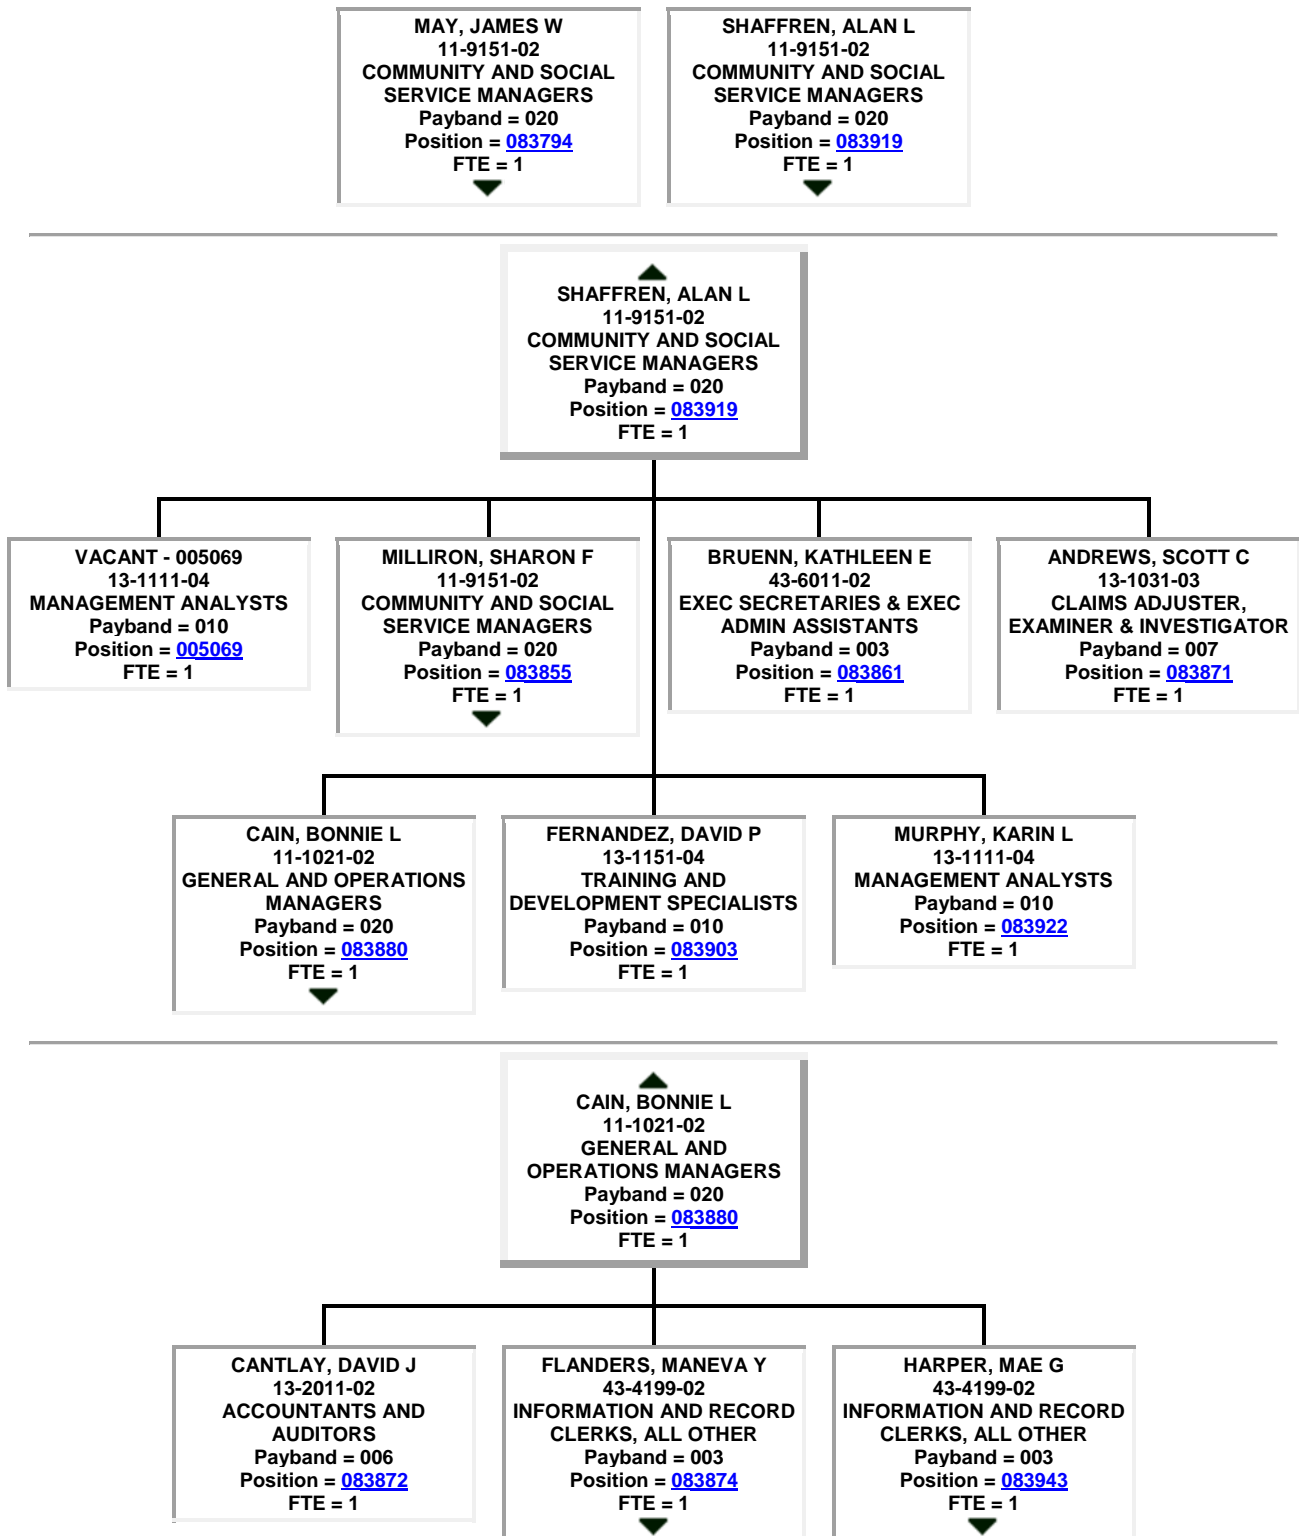 MAY, JAMES W
11-9151-02
COMMUNITY AND SOCIAL
SERVICE MANAGERS
Payband = 020
Position = 083794
FTE = 1
SHAFFREN, ALAN L
11-9151-02
COMMUNITY AND SOCIAL
SERVICE MANAGERS
Payband = 020
Position = 083919
FTE = 1
SHAFFREN, ALAN L
11-9151-02
COMMUNITY AND SOCIAL
SERVICE MANAGERS
Payband = 020
Position = 083919
FTE = 1
VACANT - 005069
13-1111-04
MANAGEMENT ANALYSTS
Payband = 010
Position = 005069
FTE = 1
MILLIRON, SHARON F
11-9151-02
COMMUNITY AND SOCIAL
SERVICE MANAGERS
Payband = 020
Position = 083855
FTE = 1
BRUENN, KATHLEEN E
43-6011-02
EXEC SECRETARIES & EXEC
ADMIN ASSISTANTS
Payband = 003
Position = 083861
FTE = 1
ANDREWS, SCOTT C
13-1031-03
CLAIMS ADJUSTER,
EXAMINER & INVESTIGATOR
Payband = 007
Position = 083871
FTE = 1
CAIN, BONNIE L
11-1021-02
GENERAL AND OPERATIONS
MANAGERS
Payband = 020
Position = 083880
FTE = 1
FERNANDEZ, DAVID P
13-1151-04
TRAINING AND
DEVELOPMENT SPECIALISTS
Payband = 010
Position = 083903
FTE = 1
MURPHY, KARIN L
13-1111-04
MANAGEMENT ANALYSTS
Payband = 010
Position = 083922
FTE = 1
CAIN, BONNIE L
11-1021-02
GENERAL AND
OPERATIONS MANAGERS
Payband = 020
Position = 083880
FTE = 1
CANTLAY, DAVID J
13-2011-02
ACCOUNTANTS AND
AUDITORS
Payband = 006
Position = 083872
FTE = 1
FLANDERS, MANEVA Y
43-4199-02
INFORMATION AND RECORD
CLERKS, ALL OTHER
Payband = 003
Position = 083874
FTE = 1
HARPER, MAE G
43-4199-02
INFORMATION AND RECORD
CLERKS, ALL OTHER
Payband = 003
Position = 083943
FTE = 1